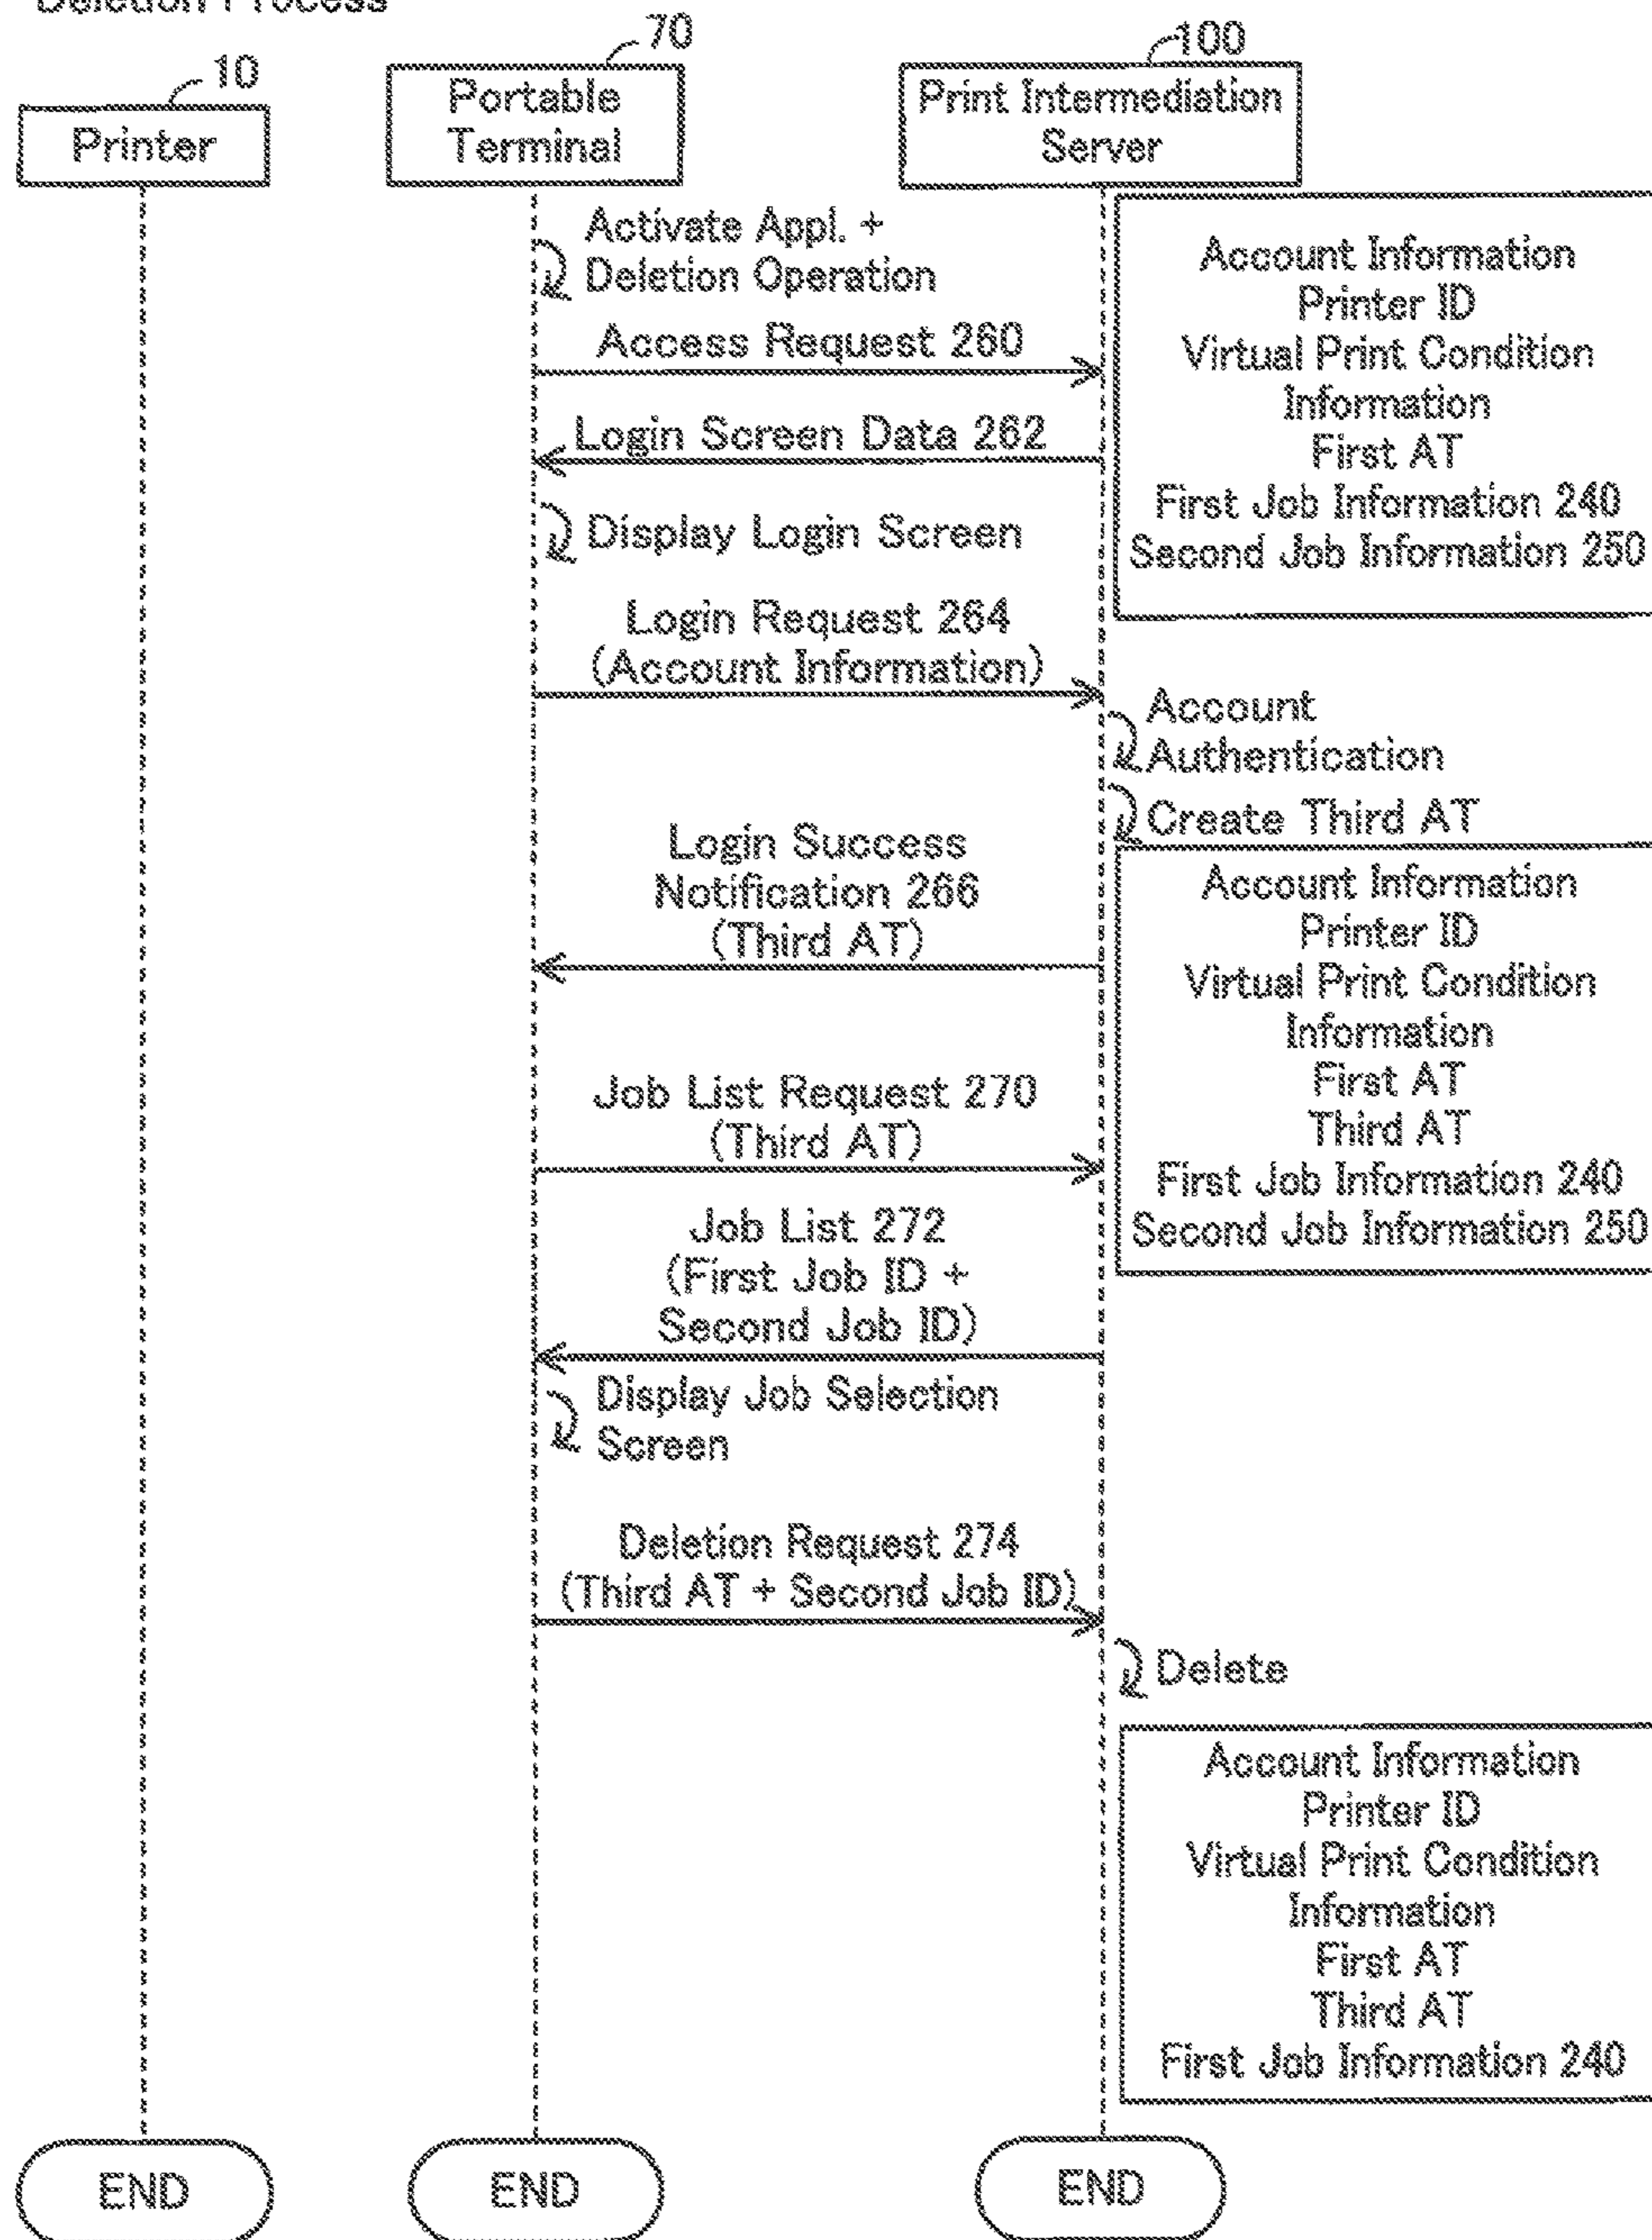 Deletion Process
10
70
100
Printer
Portable
Terminal
Print Intermediation
Server
Activate Appl. +
Deletion Operation
Account Information
Printer ID
Virtual Print Condition
Information
First AT
First Job Information 240
Second Job Information 250
Access Request 260
Login Screen Data 262
Display Login Screen
Login Request 264
(Account Information)
Account
Authentication
Create Third AT
Login Success
Notification 266
(Third AT)
Account Information
Printer ID
Virtual Print Condition
Information
First AT
Third AT
First Job Information 240
Second Job Information 250
Job List Request 270
(Third AT)
Job List 272
(First Job ID +
Second Job ID)
Display Job Selection
Screen
Deletion Request 274
(Third AT + Second Job ID)
Delete
Account Information
Printer ID
Virtual Print Condition
Information
First AT
Third AT
First Job Information 240
END
END
END